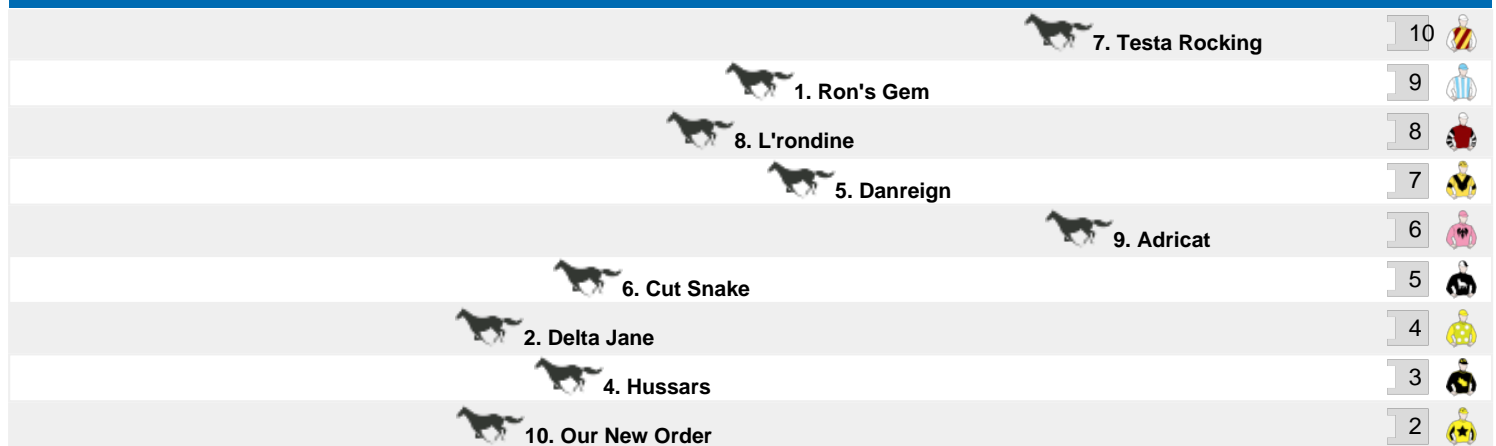 7. Testa Rocking 10
1. Ron's Gem 9
8. L'rondine 8
5. Danreign 7
9. Adricat 6
6. Cut Snake 5
2. Delta Jane 4
4. Hussars 3
10. Our New Order 2